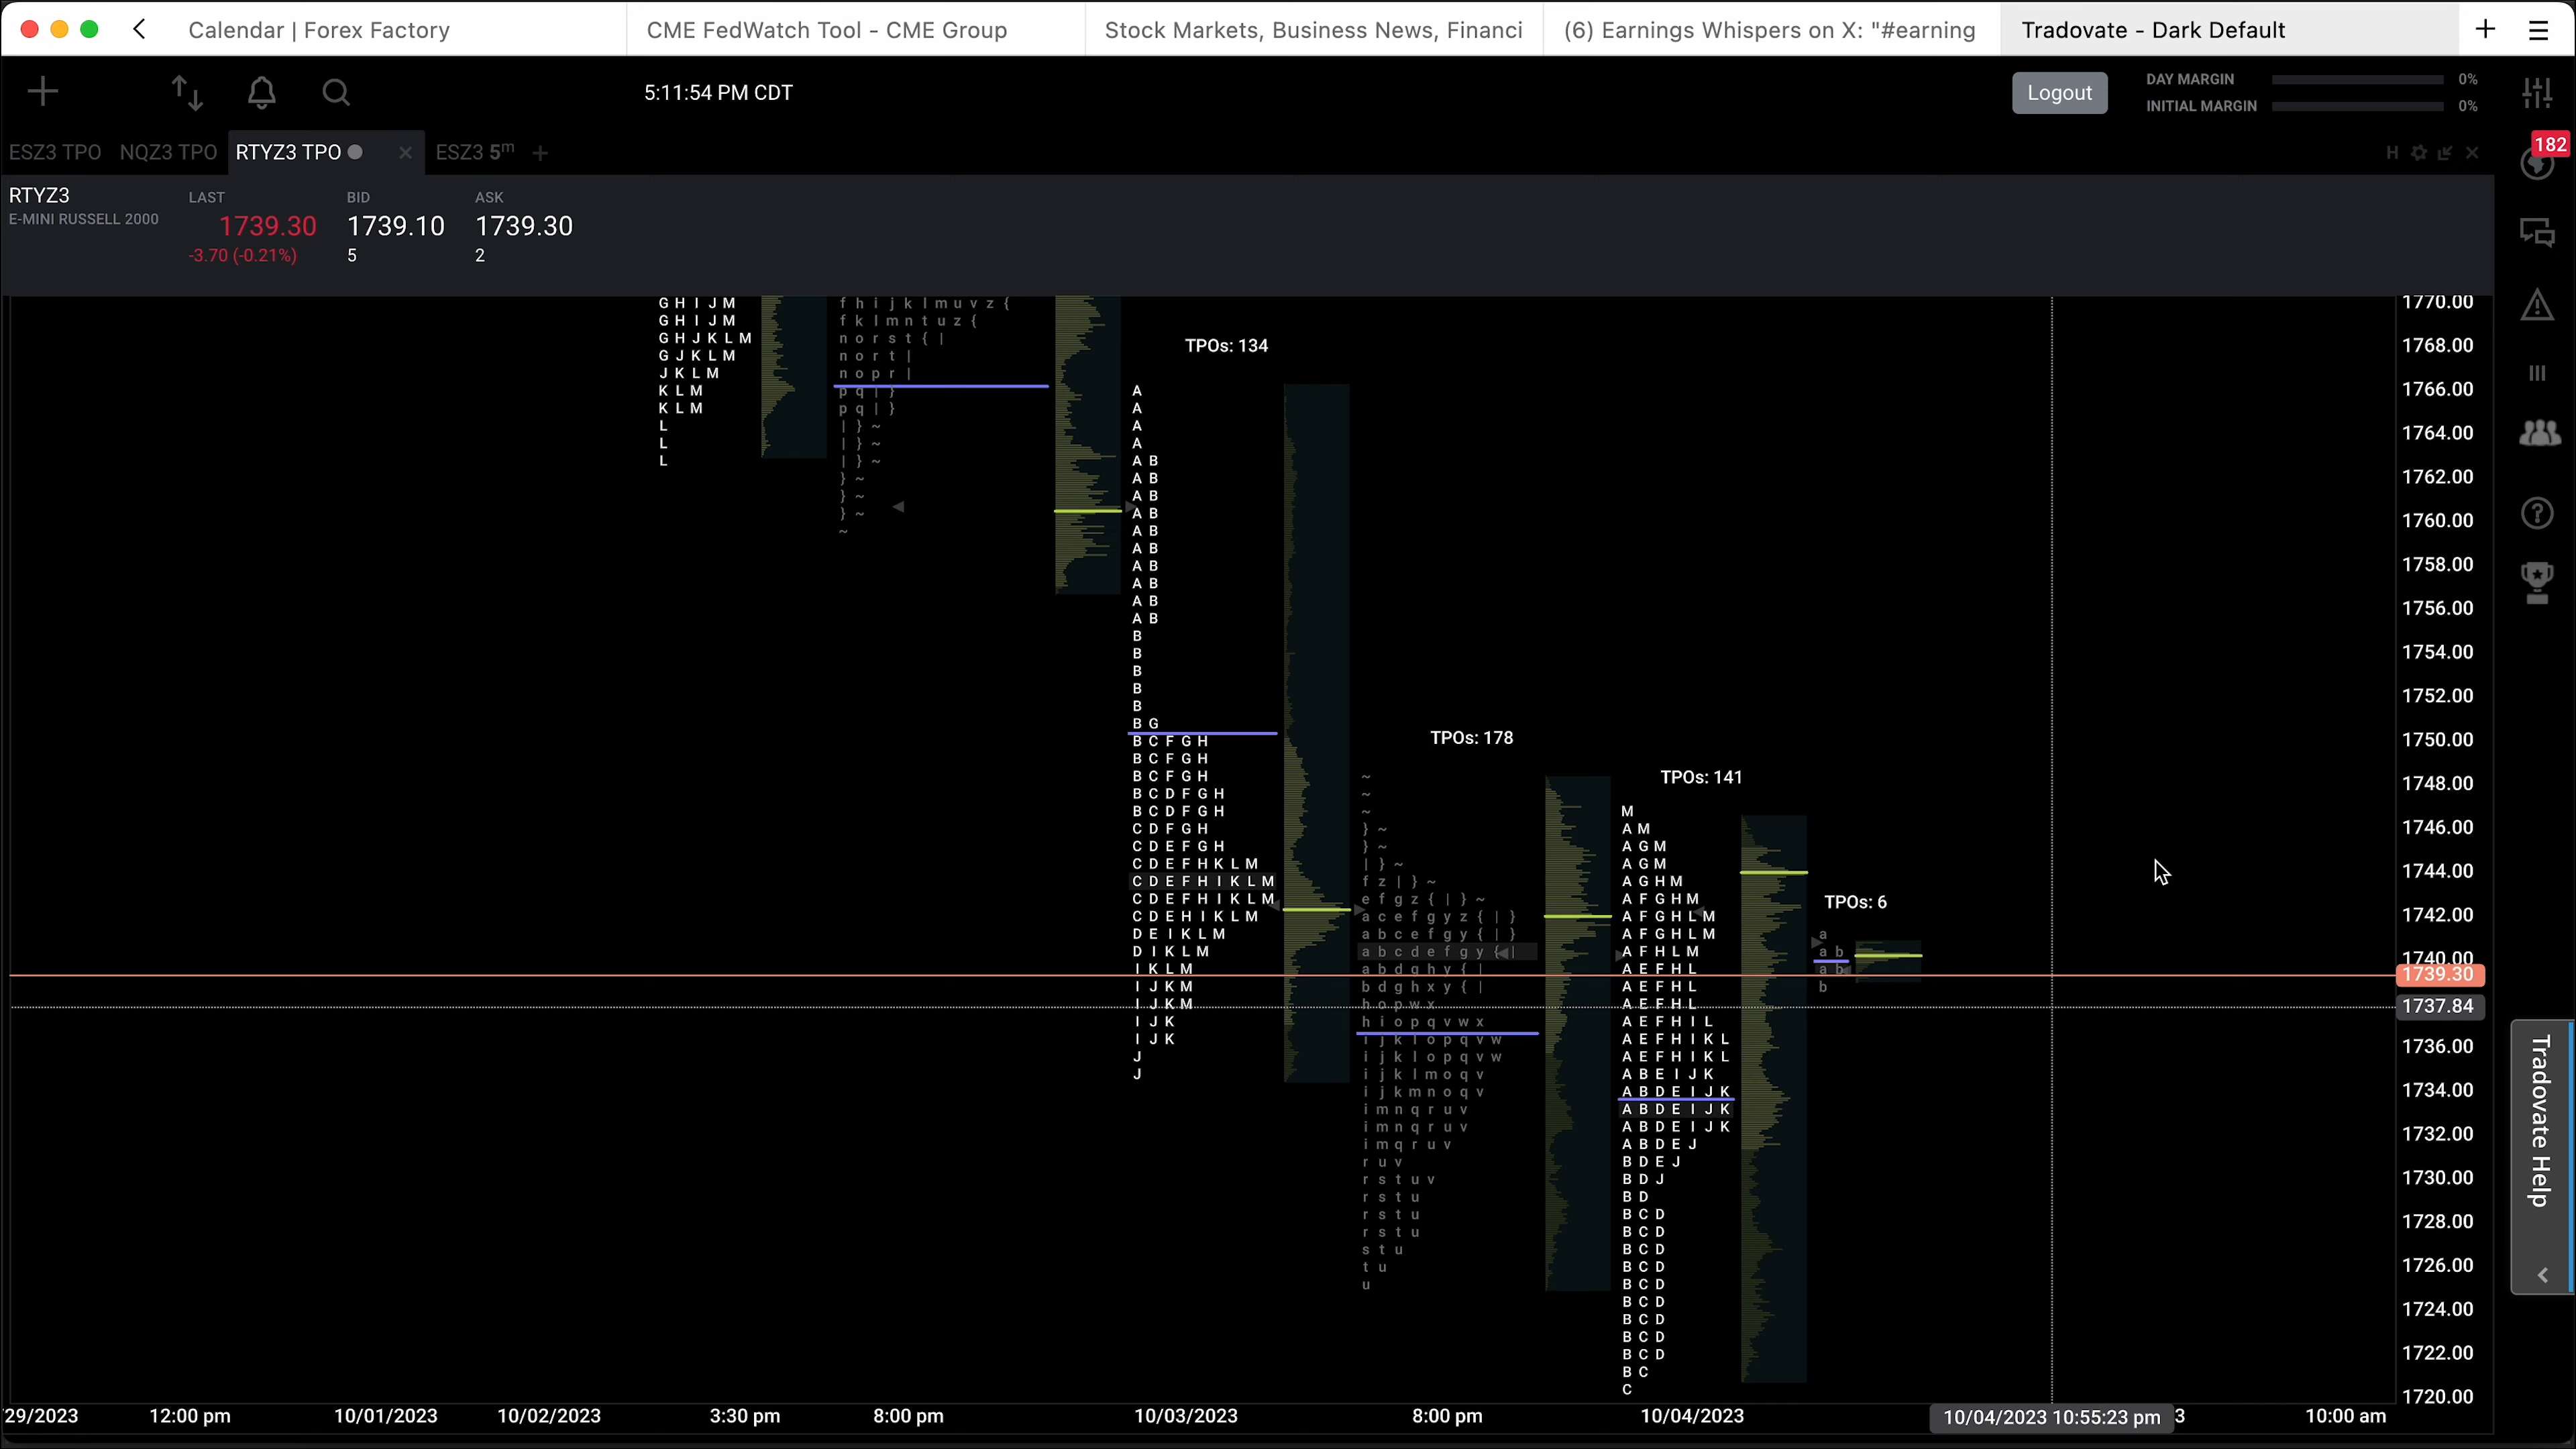 Calendar | Forex Factory
CME FedWatch Tool - CME Group
Stock Markets, Business News, Financi
(6) Earnings Whispers on X: "#earning
Tradovate - Dark Default
5:11:54 PM CDT
Logout
DAY MARGIN 0%
INITIAL MARGIN 0%
ESZ3 TPO
NQZ3 TPO
RTYZ3 TPO
ESZ3 5m
H
182
RTYZ3
E-MINI RUSSELL 2000
LAST
1739.30
-3.70 (-0.21%)
BID
1739.10
5
ASK
1739.30
2
G H I J M
G H I J M
G H J K L M
G J K L M
J K L M
K L M
K L M
L
L
L
f h i j k l m u v z {
f k l m n t u z {
n o r s t { |
n o r t |
n o p r |
p q | }
p q | }
| } ~
| } ~
| } ~
} ~
} ~
} ~
~
TPOs: 134
A
A
A
A
A B
A B
A B
A B
A B
A B
A B
A B
A B
A B
B
B
B
B
B
B G
B C F G H
B C F G H
B C F G H
B C D F G H
B C D F G H
C D F G H
C D E F G H
C D E F H K L M
C D E F H I K L M
C D E F H I K L M
C D E H I K L M
D E I K L M
D I K L M
I K L M
I J K M
I J K M
I J K
I J K
J
J
TPOs: 178
~
~
~
} ~
} ~
| } ~
f z | } ~
e f g z { | } ~
a c e f g y z { | }
a b c e f g y { | }
a b c d e f g y { |
a b d g h y { |
b d g h x y { |
h o p w x
h i o p q v w x
i j k l o p q v w
i j k l o p q v w
i j k l m o q v
i j k m n o q v
i m n q r u v
i m n q r u v
i m q r u v
r u v
r s t u v
r s t u
r s t u
r s t u
s t u
t u
u
TPOs: 141
M
A M
A G M
A G M
A G H M
A F G H M
A F G H L M
A F G H L M
A F H L M
A E F H L
A E F H L
A E F H L
A E F H I L
A E F H I K L
A E F H I K L
A B E I J K
A B D E I J K
A B D E I J K
A B D E I J K
A B D E J
B D E J
B D J
B D
B C D
B C D
B C D
B C D
B C D
B C D
B C D
B C D
B C
C
TPOs: 6
a
a b
a b
b
1770.00
1768.00
1766.00
1764.00
1762.00
1760.00
1758.00
1756.00
1754.00
1752.00
1750.00
1748.00
1746.00
1744.00
1742.00
1740.00
1739.30
1737.84
1736.00
1734.00
1732.00
1730.00
1728.00
1726.00
1724.00
1722.00
1720.00
Tradovate Help
29/2023
12:00 pm
10/01/2023
10/02/2023
3:30 pm
8:00 pm
10/03/2023
8:00 pm
10/04/2023
10/04/2023 10:55:23 pm
3
10:00 am